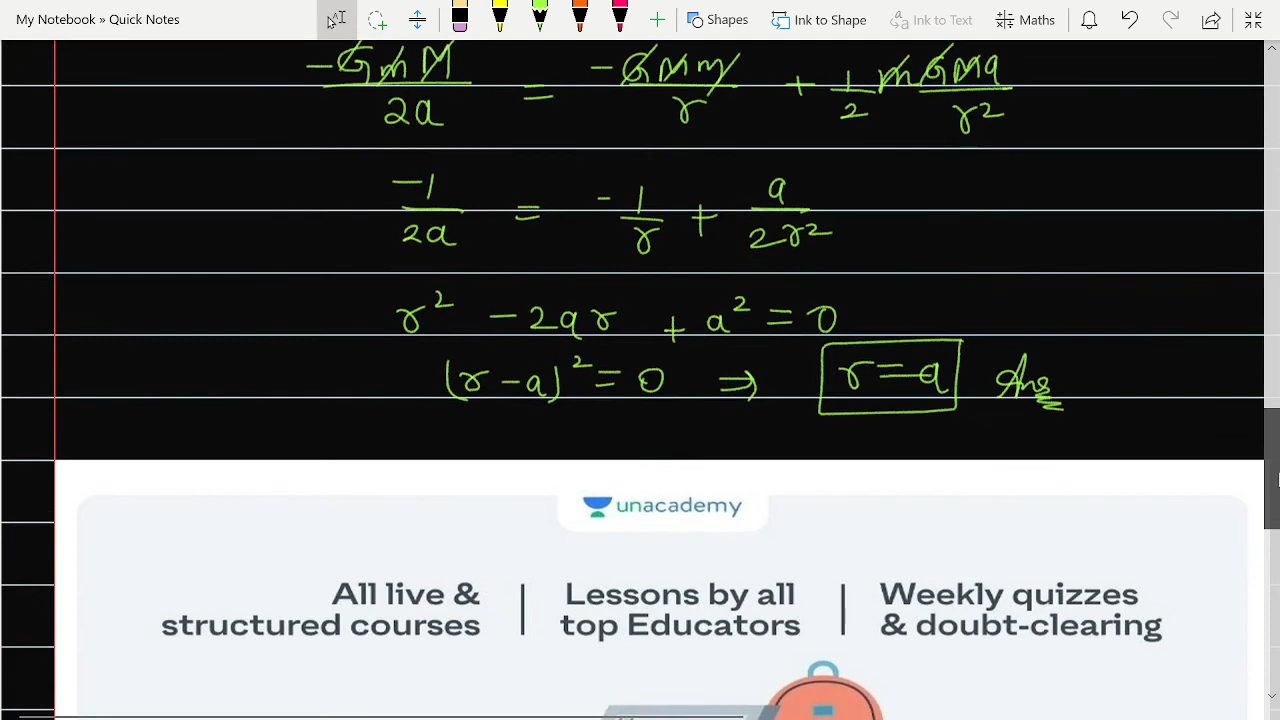 My Notebook » Quick Notes Shapes Ink to Shape Ink to Text Maths
-GmM/2a = -GMm/r + 1/2 mGMa/r²
-1/2a = -1/r + a/2r²
r² - 2ar + a² = 0
(r - a)² = 0 ⇒ r = a Ans
unacademy
All live & structured courses
Lessons by all top Educators
Weekly quizzes & doubt-clearing